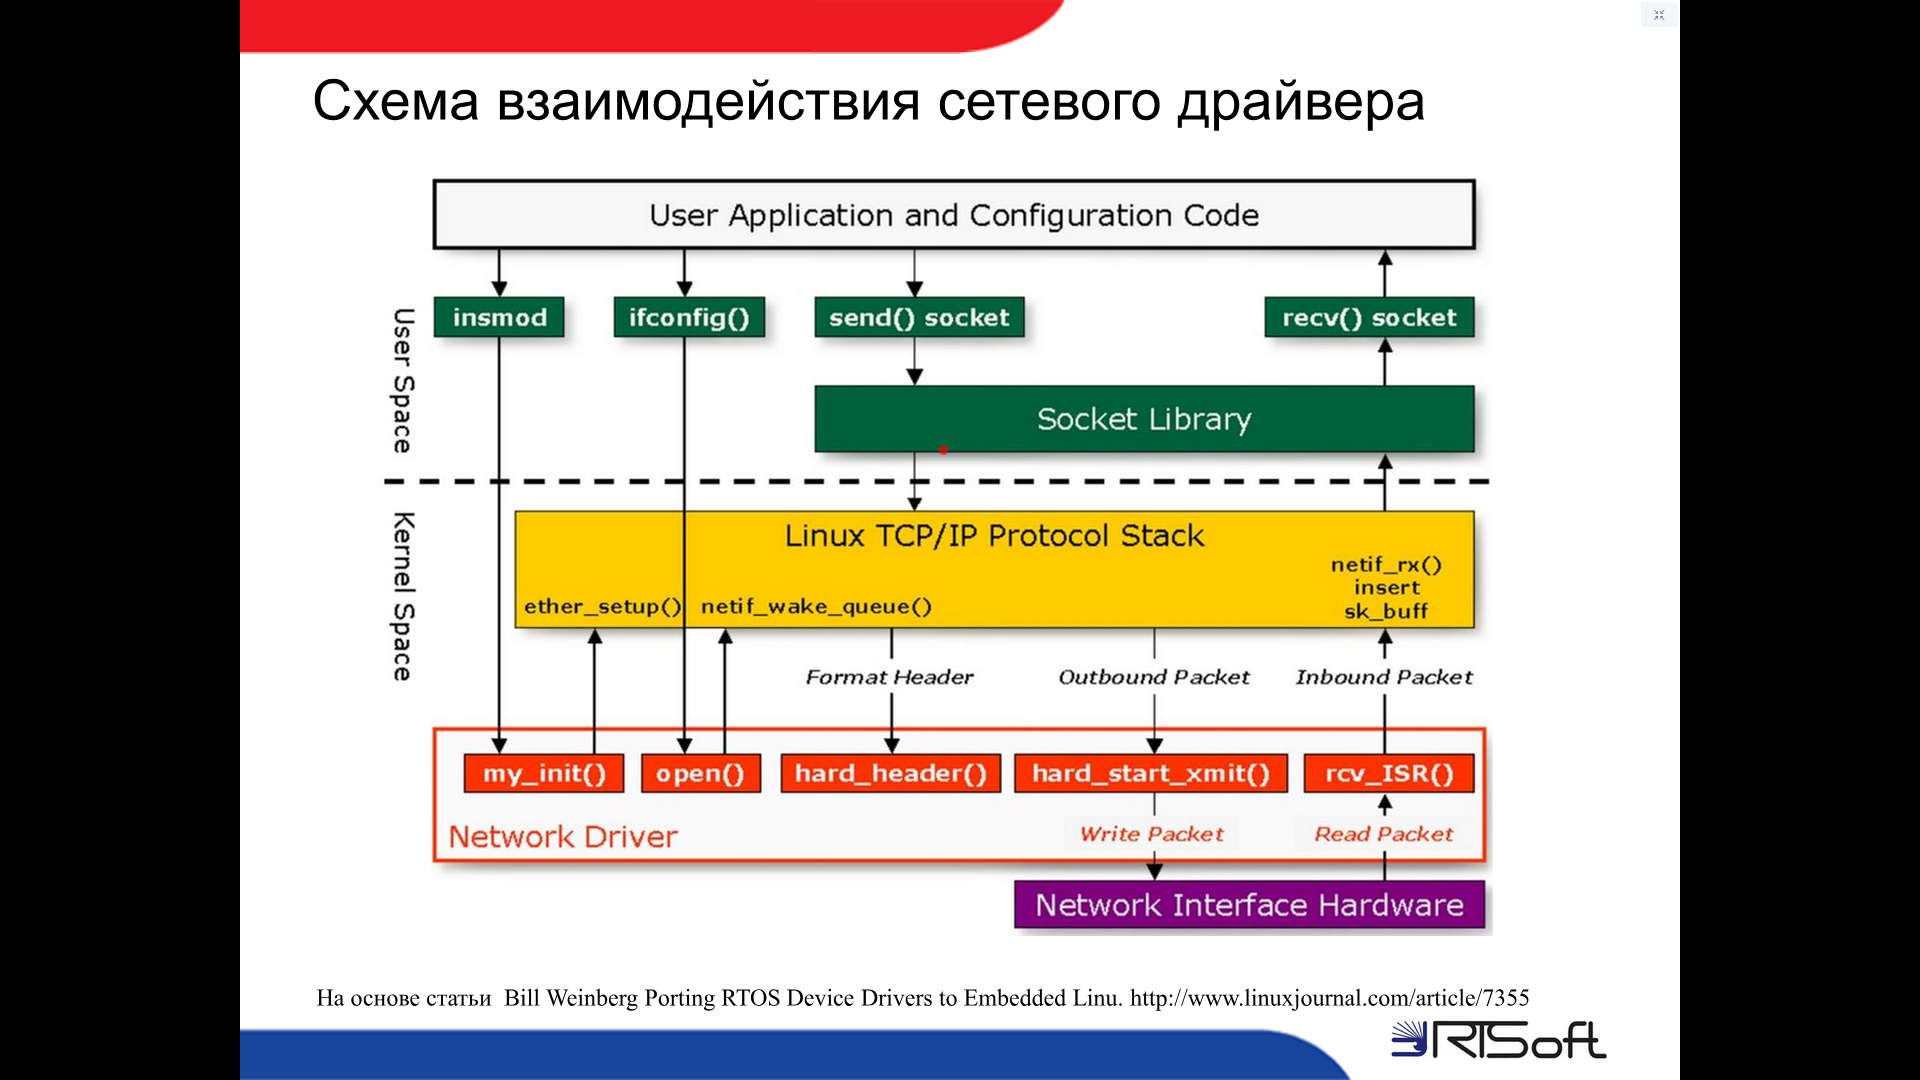 Схема взаимодействия сетевого драйвера
User Application and Configuration Code
insmod
ifconfig()
send() socket
recv() socket
User Space
Socket Library
Kernel Space
Linux TCP/IP Protocol Stack
netif_rx()
insert
sk_buff
ether_setup()
netif_wake_queue()
Format Header
Outbound Packet
Inbound Packet
my_init()
open()
hard_header()
hard_start_xmit()
rcv_ISR()
Network Driver
Write Packet
Read Packet
Network Interface Hardware
На основе статьи Bill Weinberg Porting RTOS Device Drivers to Embedded Linu. http://www.linuxjournal.com/article/7355
RTSoft